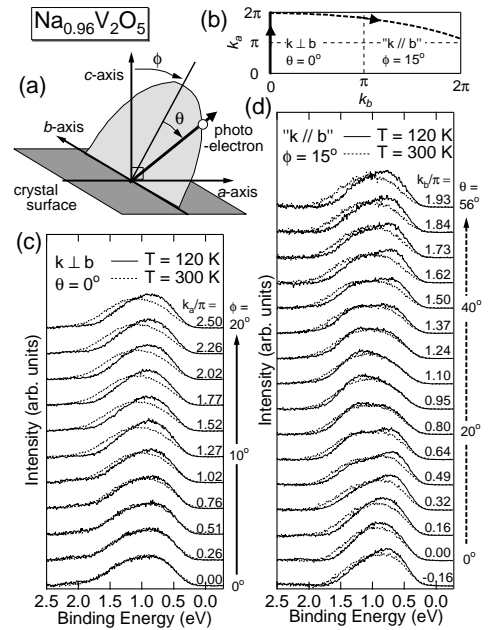 Na0.96V2O5
(a)
c-axis
ϕ
θ
b-axis
photo
-electron
crystal
surface
a-axis
(b)
2π
π
0
ka
k ⊥ b
θ = 0°
"k // b"
ϕ = 15°
0
π
2π
kb
(c)
k ⊥ b
θ = 0°
T = 120 K
T = 300 K
ka/π =
ϕ =
20°
10°
0°
2.50
2.26
2.02
1.77
1.52
1.27
1.02
0.76
0.51
0.26
0.00
Intensity (arb. units)
2.5 2.0 1.5 1.0 0.5 0.0
Binding Energy (eV)
(d)
"k // b"
ϕ = 15°
T = 120 K
T = 300 K
kb/π =
θ =
56°
40°
20°
0°
1.93
1.84
1.73
1.62
1.50
1.37
1.24
1.10
0.95
0.80
0.64
0.49
0.32
0.16
0.00
-0.16
Intensity (arb. units)
2.5 2.0 1.5 1.0 0.5 0.0
Binding Energy (eV)